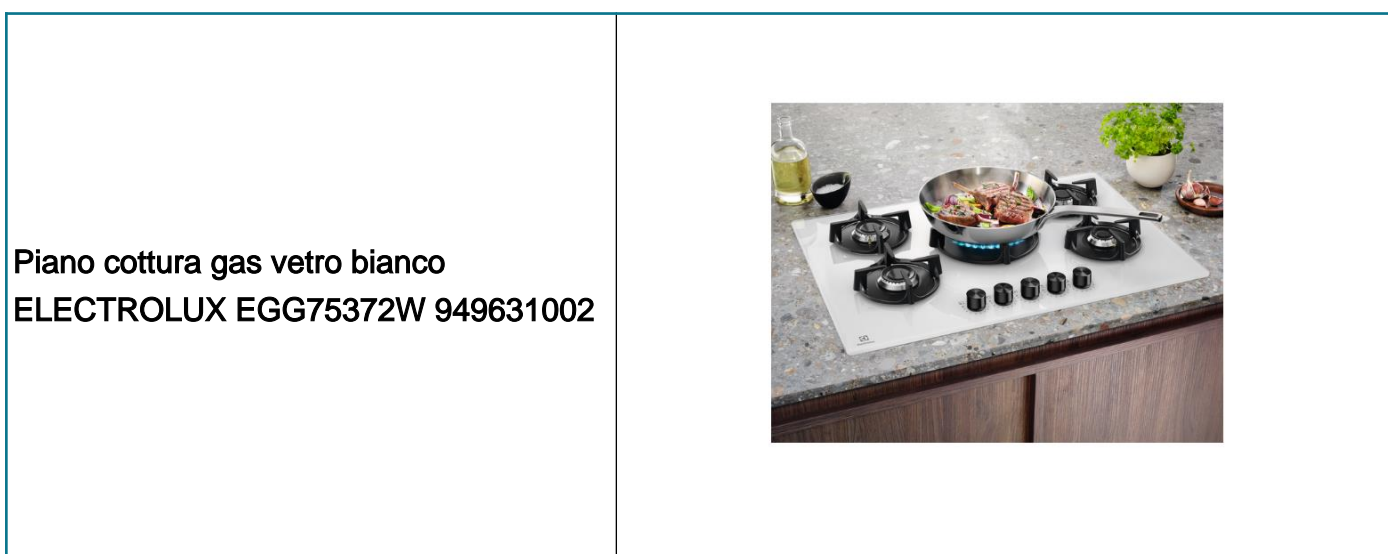 Piano cottura gas vetro bianco
ELECTROLUX EGG75372W 949631002